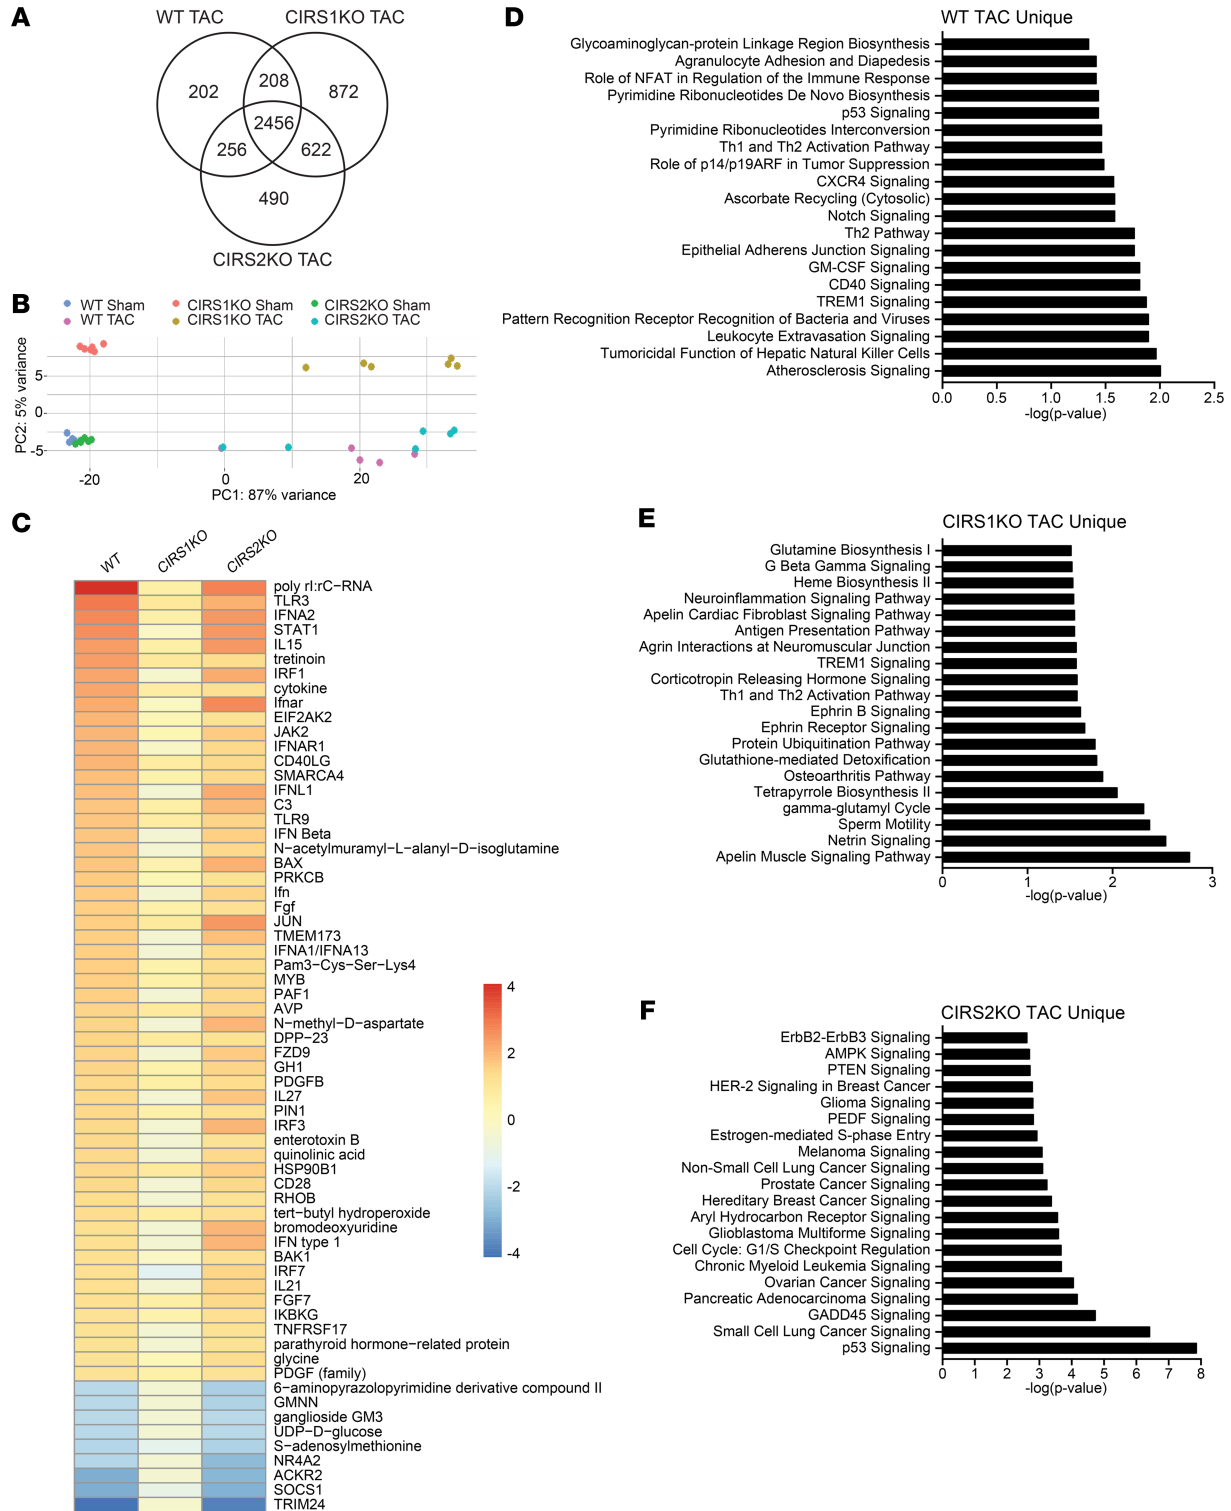 A
WT TAC
CIRS1KO TAC
202
208
872
2456
256
622
490
CIRS2KO TAC
B
WT Sham
CIRS1KO Sham
CIRS2KO Sham
WT TAC
CIRS1KO TAC
CIRS2KO TAC
PC2: 5% variance
5
0
-5
-20
0
20
PC1: 87% variance
C
WT
CIRS1KO
CIRS2KO
poly rI:rC−RNA
TLR3
IFNA2
STAT1
IL15
tretinoin
IRF1
cytokine
Ifnar
EIF2AK2
JAK2
IFNAR1
CD40LG
SMARCA4
IFNL1
C3
TLR9
IFN Beta
N−acetylmuramyl−L−alanyl−D−isoglutamine
BAX
PRKCB
Ifn
Fgf
JUN
TMEM173
IFNA1/IFNA13
Pam3−Cys−Ser−Lys4
MYB
PAF1
AVP
N−methyl−D−aspartate
DPP−23
FZD9
GH1
PDGFB
IL27
PIN1
IRF3
enterotoxin B
quinolinic acid
HSP90B1
CD28
RHOB
tert−butyl hydroperoxide
bromodeoxyuridine
IFN type 1
BAK1
IRF7
IL21
FGF7
IKBKG
TNFRSF17
parathyroid hormone−related protein
glycine
PDGF (family)
6−aminopyrazolopyrimidine derivative compound II
GMNN
ganglioside GM3
UDP−D−glucose
S−adenosylmethionine
NR4A2
ACKR2
SOCS1
TRIM24
4
2
0
-2
-4
D
WT TAC Unique
Glycoaminoglycan-protein Linkage Region Biosynthesis
Agranulocyte Adhesion and Diapedesis
Role of NFAT in Regulation of the Immune Response
Pyrimidine Ribonucleotides De Novo Biosynthesis
p53 Signaling
Pyrimidine Ribonucleotides Interconversion
Th1 and Th2 Activation Pathway
Role of p14/p19ARF in Tumor Suppression
CXCR4 Signaling
Ascorbate Recycling (Cytosolic)
Notch Signaling
Th2 Pathway
Epithelial Adherens Junction Signaling
GM-CSF Signaling
CD40 Signaling
TREM1 Signaling
Pattern Recognition Receptor Recognition of Bacteria and Viruses
Leukocyte Extravasation Signaling
Tumoricidal Function of Hepatic Natural Killer Cells
Atherosclerosis Signaling
0.0 0.5 1.0 1.5 2.0 2.5
-log(p-value)
E
CIRS1KO TAC Unique
Glutamine Biosynthesis I
G Beta Gamma Signaling
Heme Biosynthesis II
Neuroinflammation Signaling Pathway
Apelin Cardiac Fibroblast Signaling Pathway
Antigen Presentation Pathway
Agrin Interactions at Neuromuscular Junction
TREM1 Signaling
Corticotropin Releasing Hormone Signaling
Th1 and Th2 Activation Pathway
Ephrin B Signaling
Ephrin Receptor Signaling
Protein Ubiquitination Pathway
Glutathione-mediated Detoxification
Osteoarthritis Pathway
Tetrapyrrole Biosynthesis II
gamma-glutamyl Cycle
Sperm Motility
Netrin Signaling
Apelin Muscle Signaling Pathway
0 1 2 3
-log(p-value)
F
CIRS2KO TAC Unique
ErbB2-ErbB3 Signaling
AMPK Signaling
PTEN Signaling
HER-2 Signaling in Breast Cancer
Glioma Signaling
PEDF Signaling
Estrogen-mediated S-phase Entry
Melanoma Signaling
Non-Small Cell Lung Cancer Signaling
Prostate Cancer Signaling
Hereditary Breast Cancer Signaling
Aryl Hydrocarbon Receptor Signaling
Glioblastoma Multiforme Signaling
Cell Cycle: G1/S Checkpoint Regulation
Chronic Myeloid Leukemia Signaling
Ovarian Cancer Signaling
Pancreatic Adenocarcinoma Signaling
GADD45 Signaling
Small Cell Lung Cancer Signaling
p53 Signaling
0 1 2 3 4 5 6 7 8
-log(p-value)